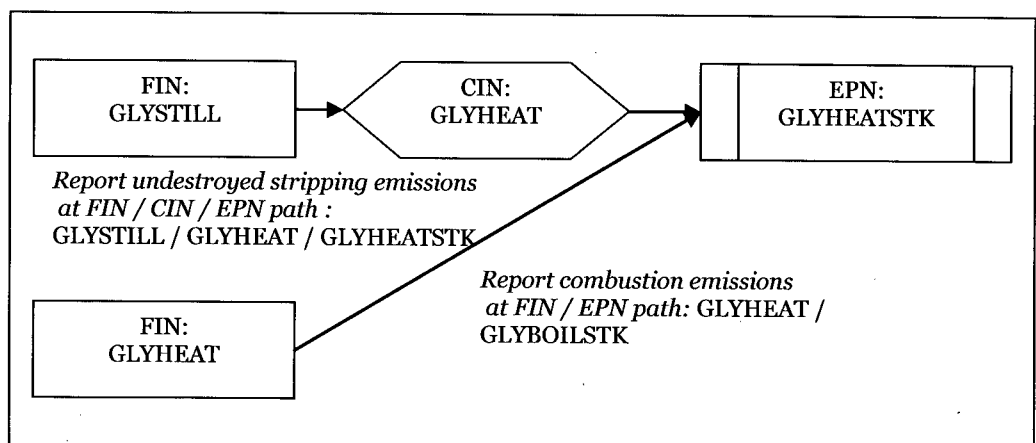 FIN:
GLYSTILL
CIN:
GLYHEAT
EPN:
GLYHEATSTK
Report undestroyed stripping emissions
at FIN / CIN / EPN path :
GLYSTILL / GLYHEAT / GLYHEATSTK
Report combustion emissions
at FIN / EPN path: GLYHEAT /
GLYBOILSTK
FIN:
GLYHEAT